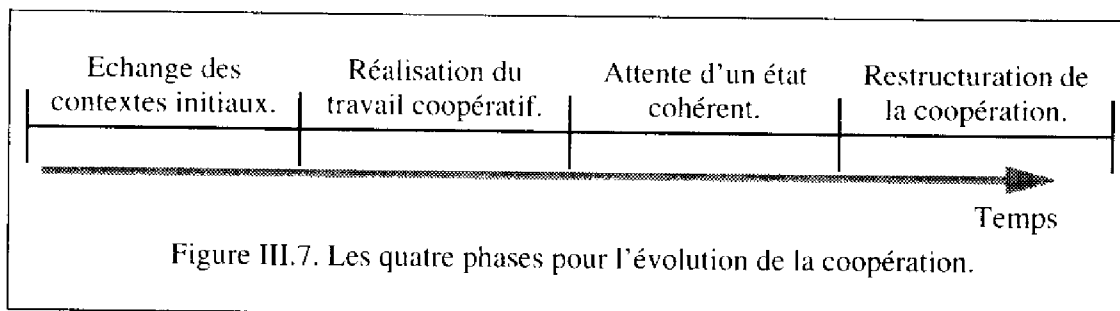 Echange des
contextes initiaux.
Réalisation du
travail coopératif.
Attente d'un état
cohérent.
Restructuration de
la coopération.
Temps
Figure III.7. Les quatre phases pour l'évolution de la coopération.